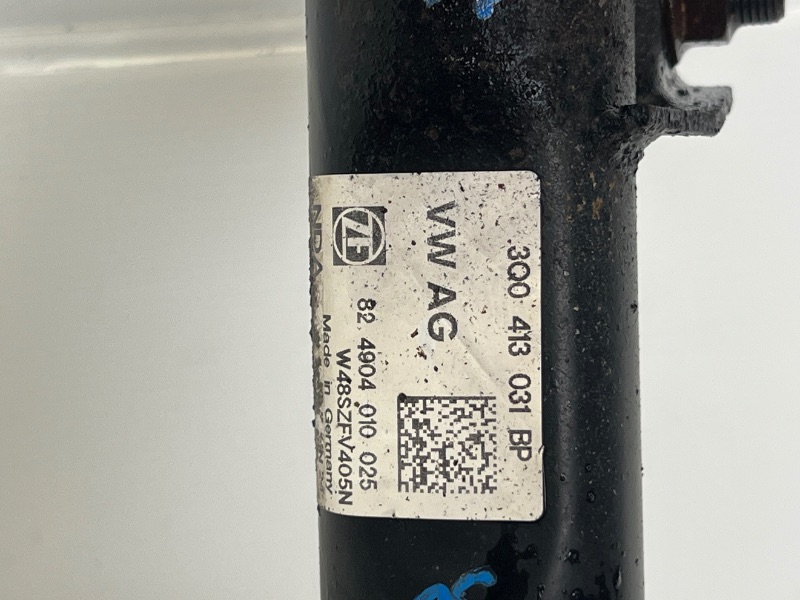 3Q0 413 031 BP
VW AG
ZF
82 4904 010 025
W48SZFV405N
Made in Germany